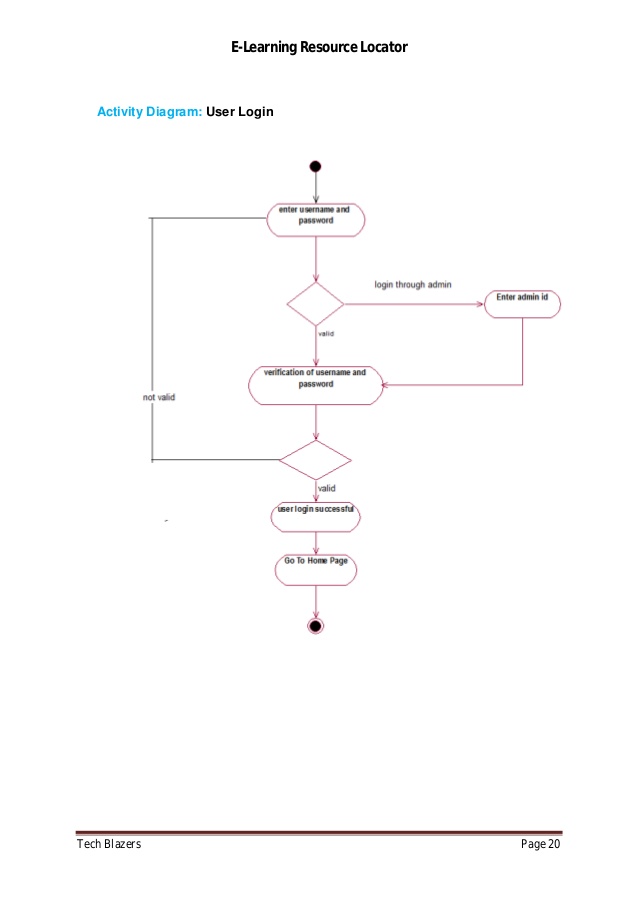 E-Learning Resource Locator
Activity Diagram: User Login
enter username and
password
login through admin
Enter admin id
valid
verification of username and
password
not valid
valid
user login successful
Go To Home Page
Tech Blazers
Page 20